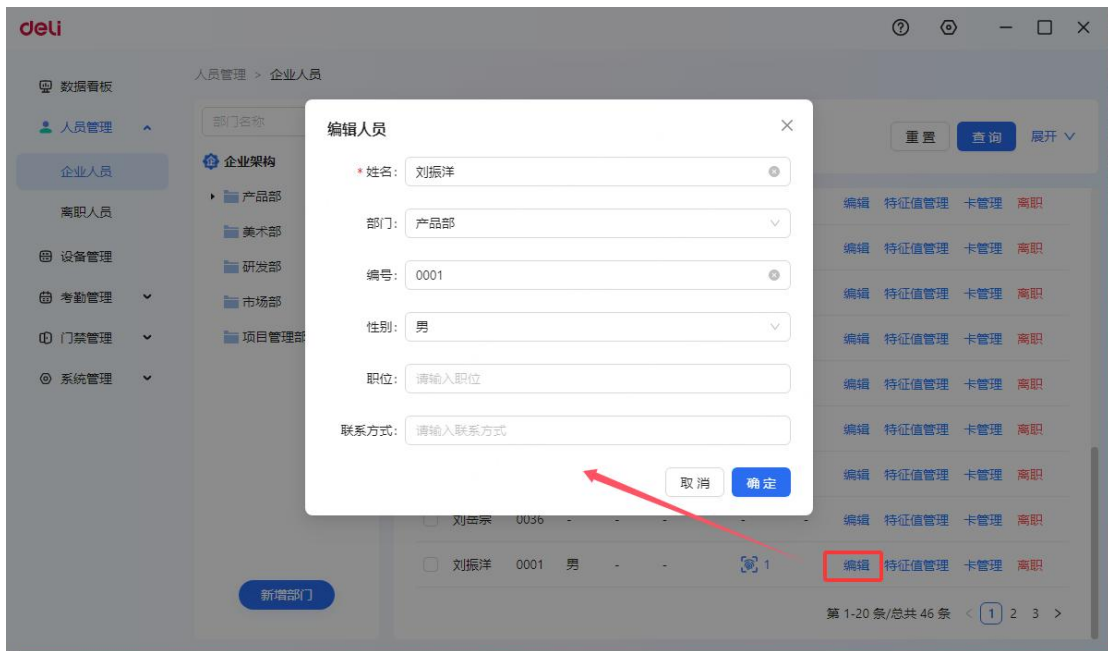 deli
人员管理 > 企业人员
数据看板
人员管理
企业人员
离职人员
设备管理
考勤管理
门禁管理
系统管理
部门名称
企业架构
产品部
美术部
研发部
市场部
项目管理部
新增部门
重置 查询 展开
编辑人员
*姓名: 刘振洋
部门: 产品部
编号: 0001
性别: 男
职位: 请输入职位
联系方式: 请输入联系方式
取消 确定
编辑 特征值管理 卡管理 离职
编辑 特征值管理 卡管理 离职
编辑 特征值管理 卡管理 离职
编辑 特征值管理 卡管理 离职
编辑 特征值管理 卡管理 离职
编辑 特征值管理 卡管理 离职
编辑 特征值管理 卡管理 离职
刘岳宗 0036 - - - - - 编辑 特征值管理 卡管理 离职
刘振洋 0001 男 - - 1 编辑 特征值管理 卡管理 离职
第 1-20 条/总共 46 条 < 1 2 3 >